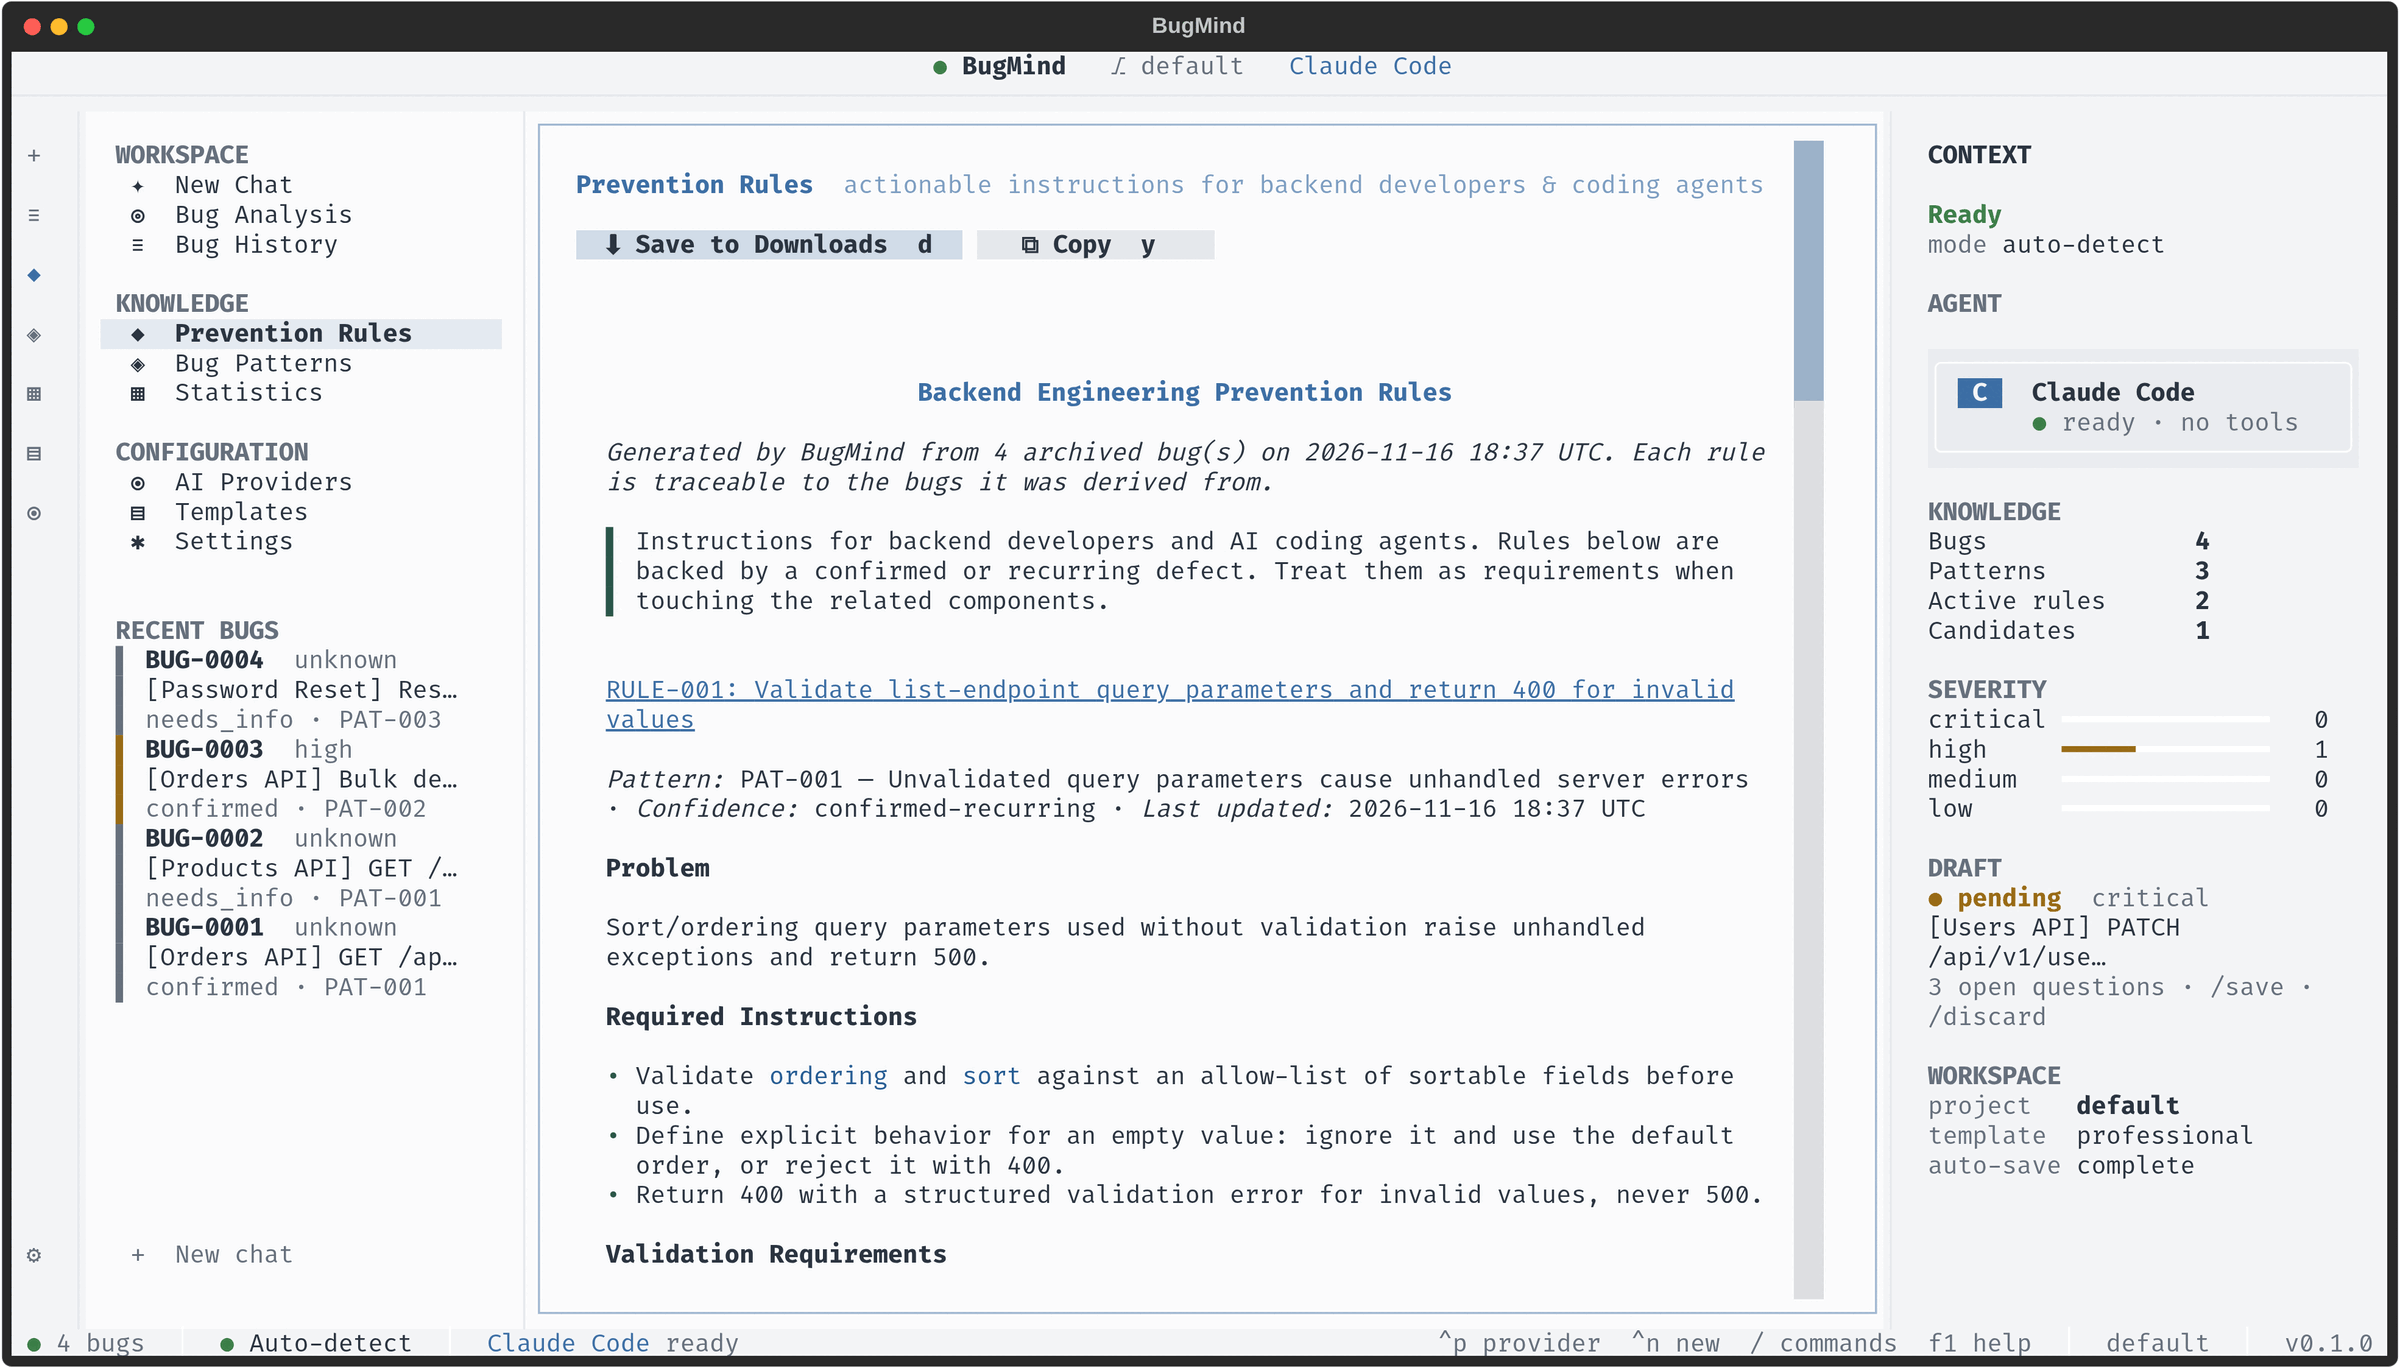 BugMind
● BugMind ⎇ default Claude Code
WORKSPACE
✦ New Chat
◎ Bug Analysis
≡ Bug History
KNOWLEDGE
◆ Prevention Rules
◈ Bug Patterns
▦ Statistics
CONFIGURATION
⊙ AI Providers
▤ Templates
✱ Settings
RECENT BUGS
BUG-0004 unknown
[Password Reset] Res…
needs_info · PAT-003
BUG-0003 high
[Orders API] Bulk de…
confirmed · PAT-002
BUG-0002 unknown
[Products API] GET /…
needs_info · PAT-001
BUG-0001 unknown
[Orders API] GET /ap…
confirmed · PAT-001
+ New chat
Prevention Rules actionable instructions for backend developers & coding agents
⬇ Save to Downloads d ⧉ Copy y
Backend Engineering Prevention Rules
Generated by BugMind from 4 archived bug(s) on 2026-11-16 18:37 UTC. Each rule
is traceable to the bugs it was derived from.
Instructions for backend developers and AI coding agents. Rules below are
backed by a confirmed or recurring defect. Treat them as requirements when
touching the related components.
RULE-001: Validate list-endpoint query parameters and return 400 for invalid
values
Pattern: PAT-001 — Unvalidated query parameters cause unhandled server errors
· Confidence: confirmed-recurring · Last updated: 2026-11-16 18:37 UTC
Problem
Sort/ordering query parameters used without validation raise unhandled
exceptions and return 500.
Required Instructions
• Validate ordering and sort against an allow-list of sortable fields before
use.
• Define explicit behavior for an empty value: ignore it and use the default
order, or reject it with 400.
• Return 400 with a structured validation error for invalid values, never 500.
Validation Requirements
CONTEXT
Ready
mode auto-detect
AGENT
C Claude Code
● ready · no tools
KNOWLEDGE
Bugs 4
Patterns 3
Active rules 2
Candidates 1
SEVERITY
critical 0
high 1
medium 0
low 0
DRAFT
● pending critical
[Users API] PATCH
/api/v1/use…
3 open questions · /save ·
/discard
WORKSPACE
project default
template professional
auto-save complete
● 4 bugs ● Auto-detect Claude Code ready ^p provider ^n new / commands f1 help default v0.1.0